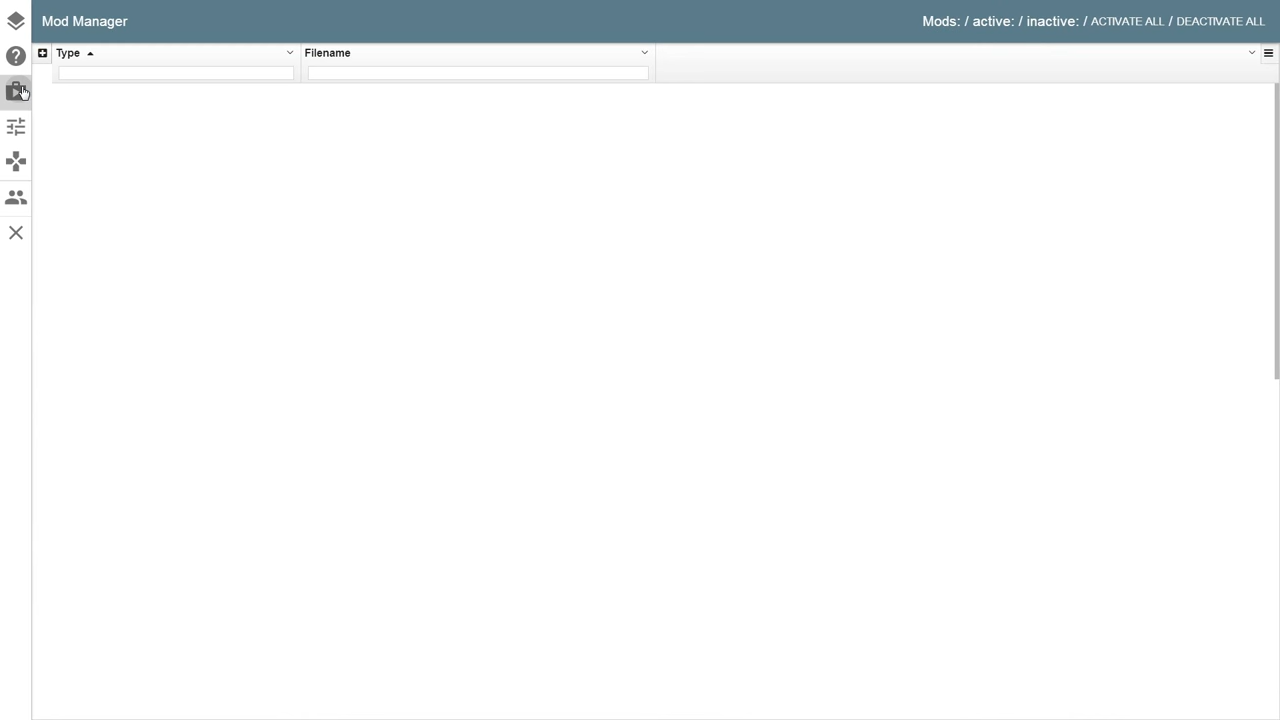 Mod Manager
Mods: / active: / inactive: / ACTIVATE ALL / DEACTIVATE ALL
Type
Filename